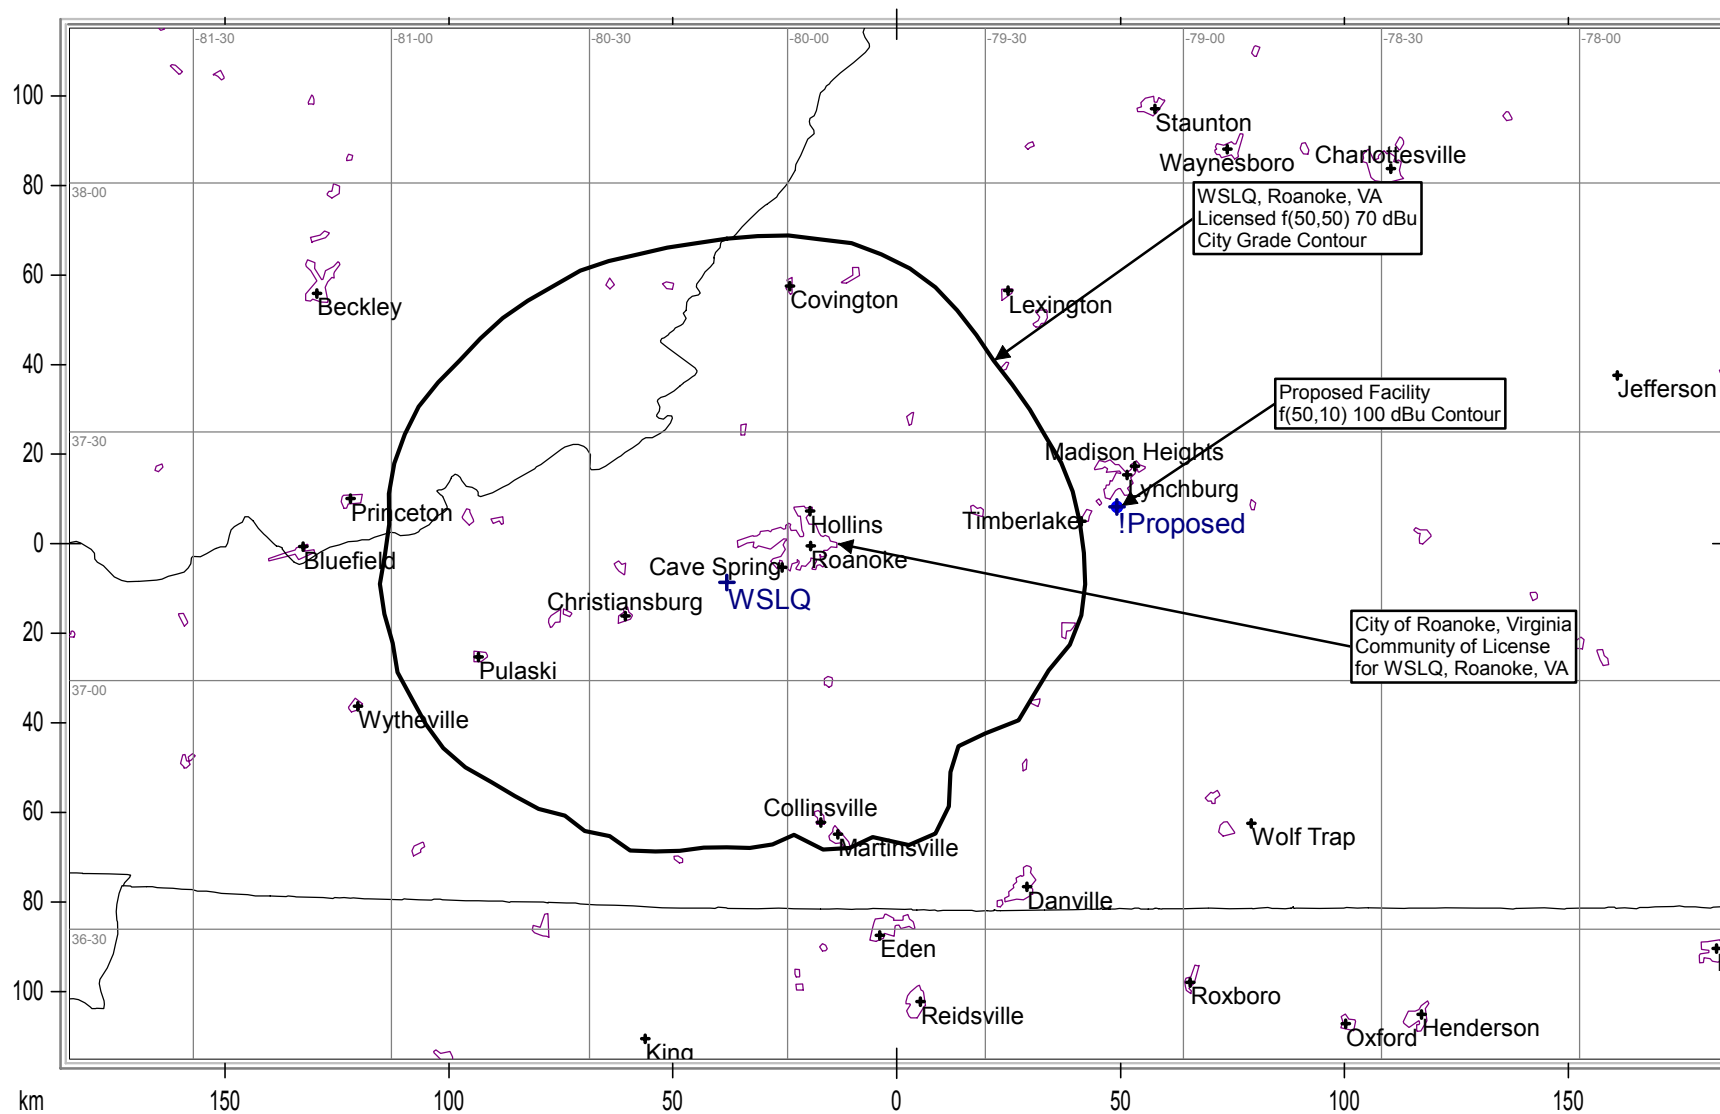 -81-30
-81-00
-80-30
-80-00
-79-30
-79-00
-78-30
-78-00
100
80
60
40
20
0
20
40
60
80
100
38-00
37-30
37-00
36-30
Staunton
Waynesboro
Charlottesville
WSLQ, Roanoke, VA
Licensed f(50,50) 70 dBu
City Grade Contour
Beckley
Covington
Lexington
Jefferson
Proposed Facility
f(50,10) 100 dBu Contour
Madison Heights
Lynchburg
Princeton
Hollins
Timberlake
!Proposed
Bluefield
Roanoke
Cave Spring
WSLQ
Christiansburg
City of Roanoke, Virginia
Community of License
for WSLQ, Roanoke, VA
Pulaski
Wytheville
Collinsville
Martinsville
Wolf Trap
Danville
Eden
Roxboro
Reidsville
Oxford
Henderson
King
km
150
100
50
0
50
100
150